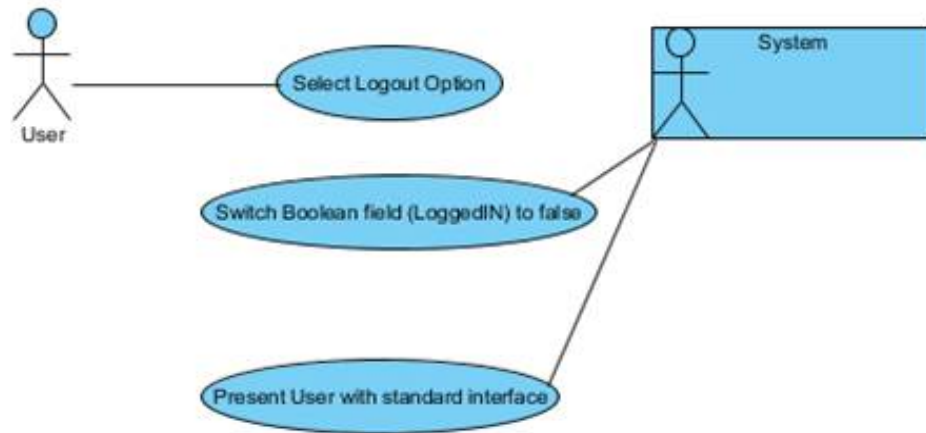 System
Select Logout Option
User
Switch Boolean field (LoggedIN) to false
Present User with standard interface